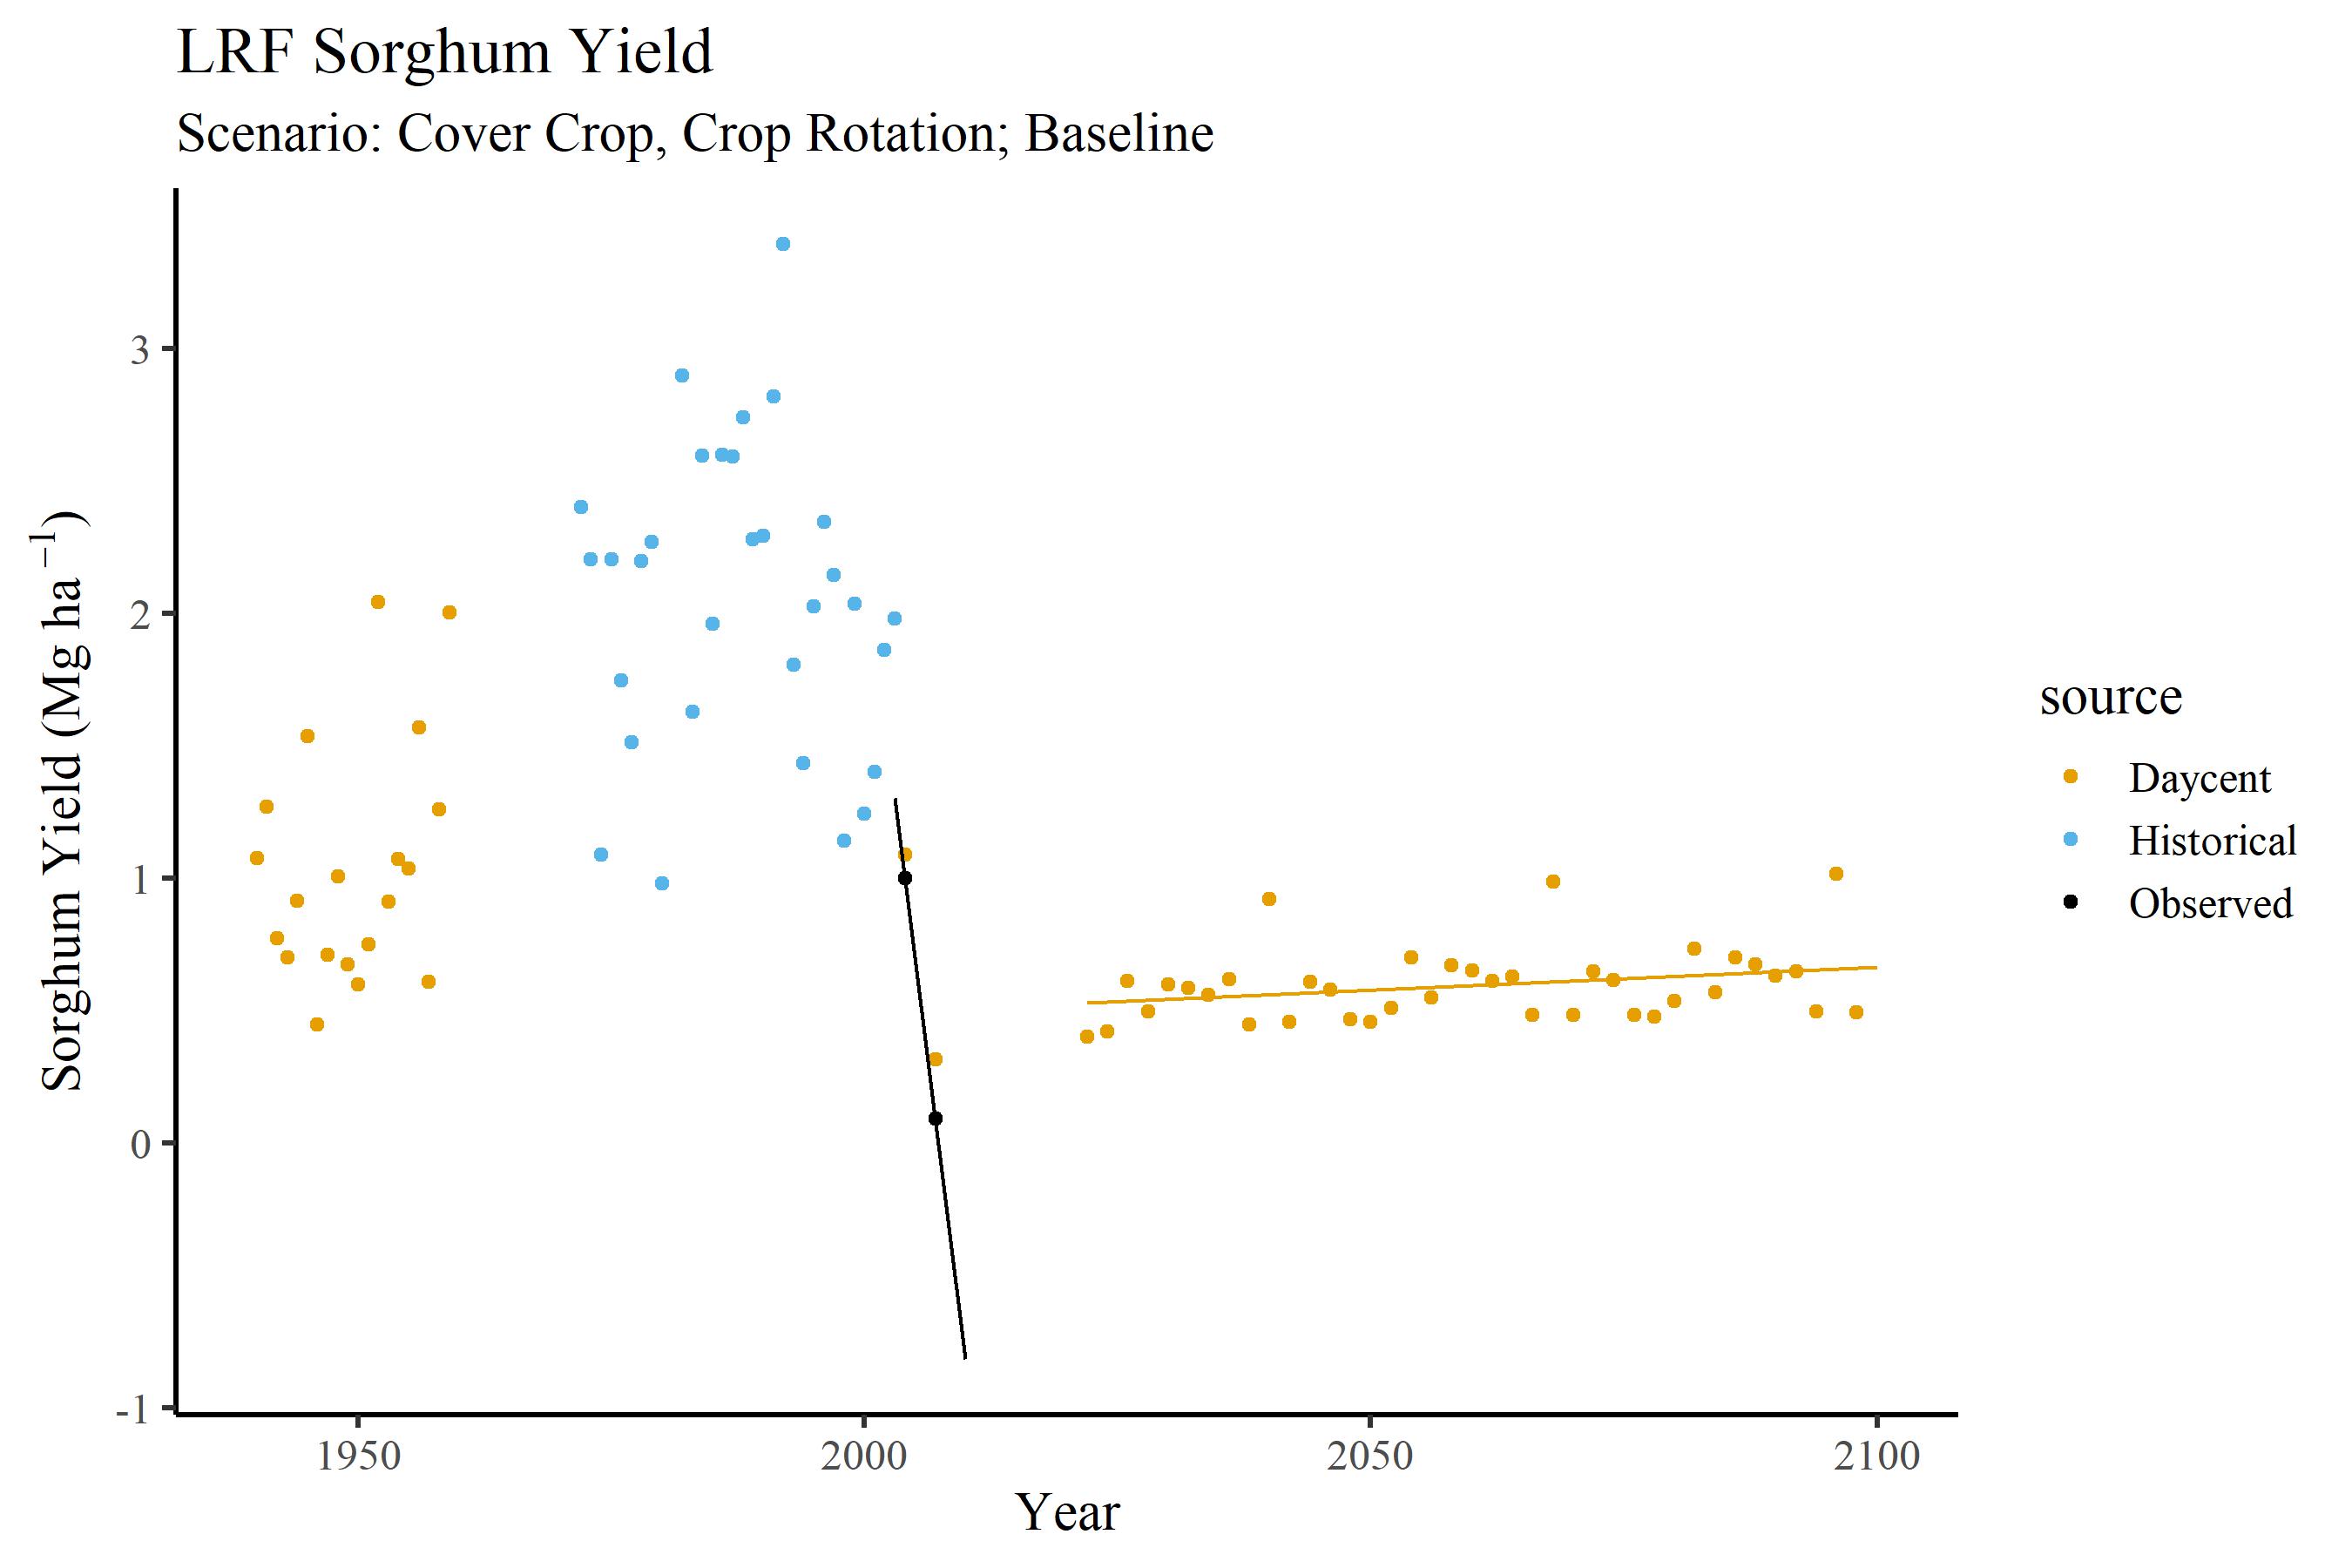 LRF Sorghum Yield
Scenario: Cover Crop, Crop Rotation; Baseline
Sorghum Yield (Mg ha⁻¹)
3
2
1
0
-1
1950 2000 2050 2100
Year
source
Daycent
Historical
Observed